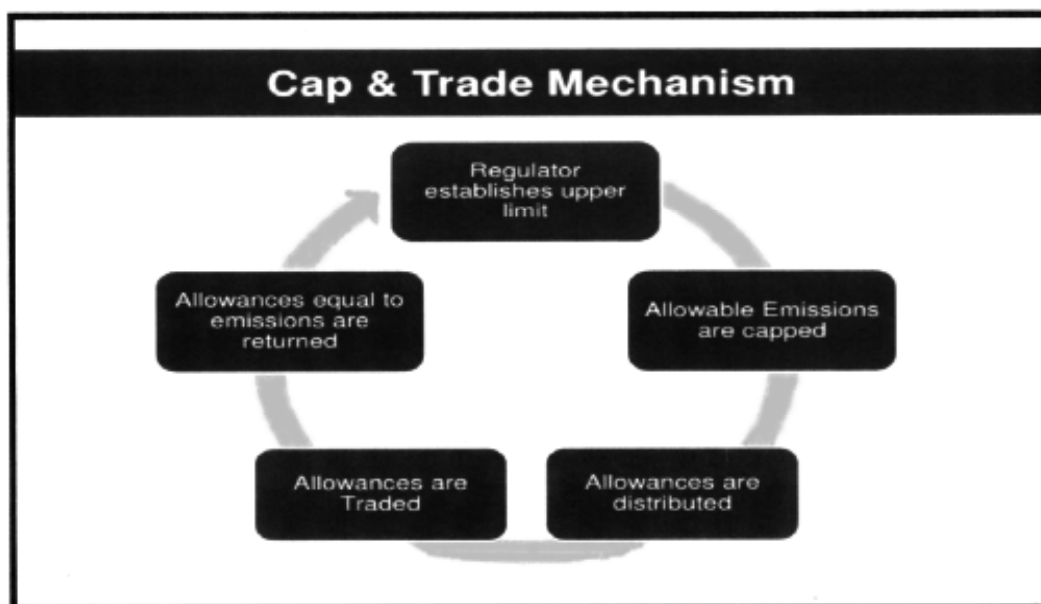 Cap & Trade Mechanism
Regulator
establishes upper
limit
Allowable Emissions
are capped
Allowances are
distributed
Allowances are
Traded
Allowances equal to
emissions are
returned